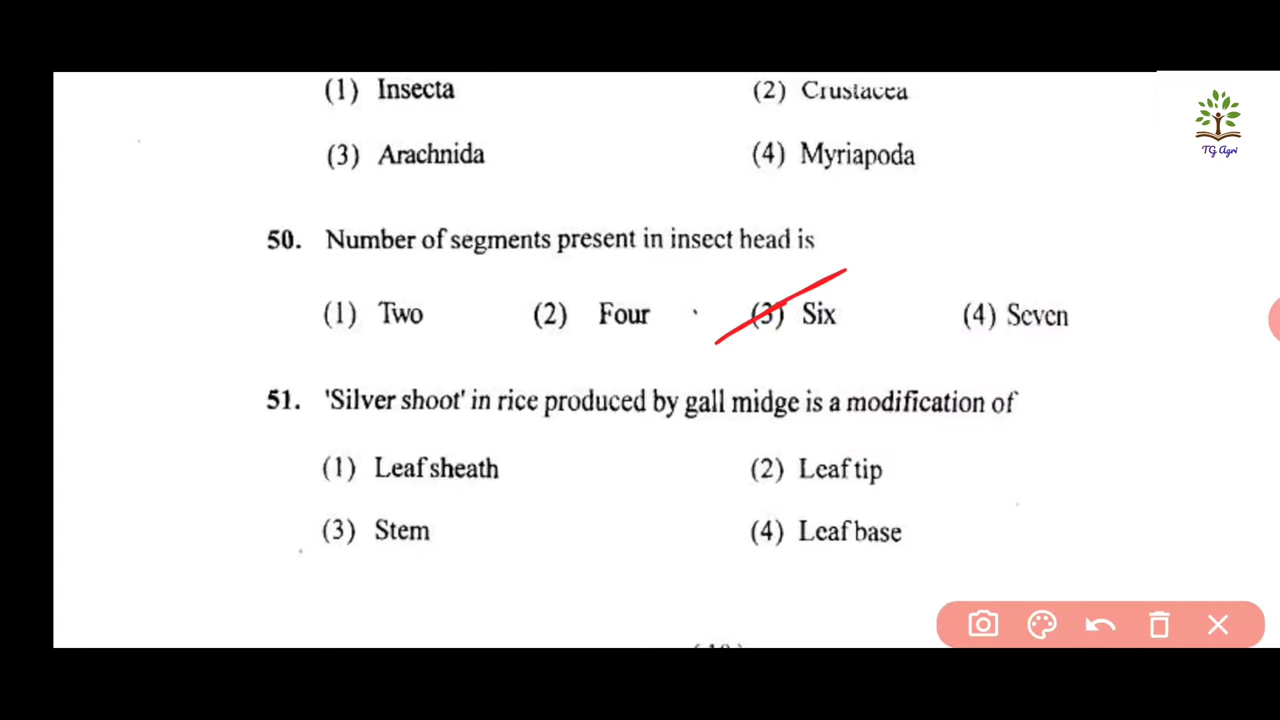 (1) Insecta (2) Crustacea
(3) Arachnida (4) Myriapoda
TG Agri
50. Number of segments present in insect head is
(1) Two (2) Four (3) Six (4) Seven
51. 'Silver shoot' in rice produced by gall midge is a modification of
(1) Leaf sheath (2) Leaf tip
(3) Stem (4) Leaf base